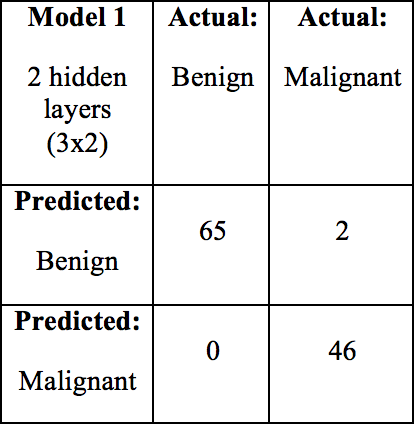 Model 1
2 hidden
layers
(3x2)
Actual:
Benign
Actual:
Malignant
Predicted:
Benign
65
2
Predicted:
Malignant
0
46